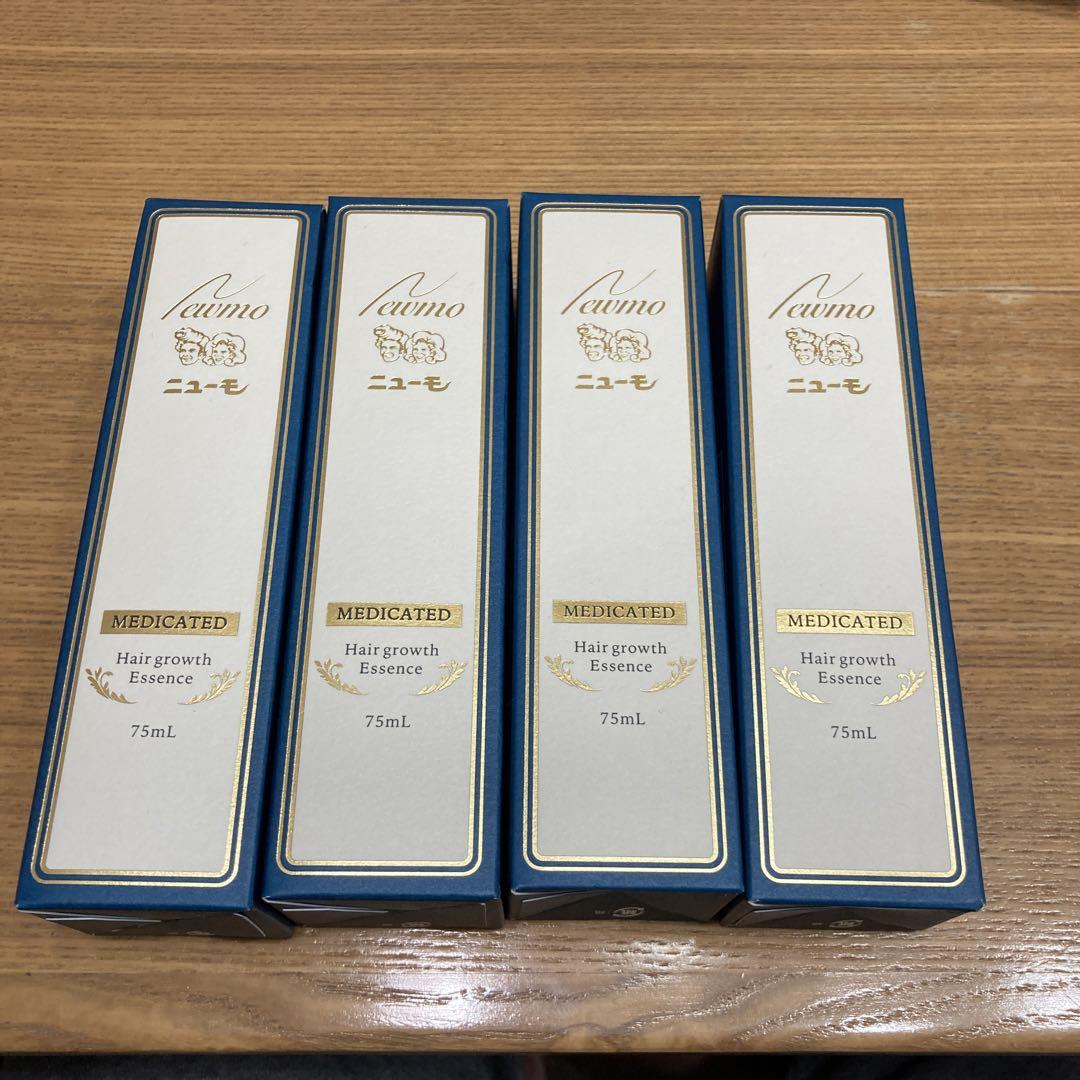 Newmo
ニューモ
MEDICATED
Hair growth
Essence
75mL
Newmo
ニューモ
MEDICATED
Hair growth
Essence
75mL
Newmo
ニューモ
MEDICATED
Hair growth
Essence
75mL
Newmo
ニューモ
MEDICATED
Hair growth
Essence
75mL